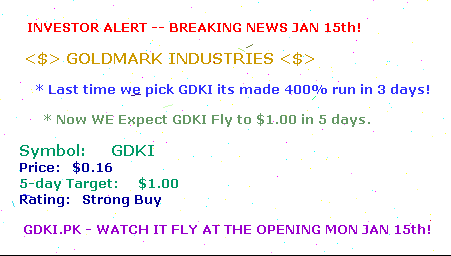 INVESTOR ALERT -- BREAKING NEWS JAN 15th!
<$> GOLDMARK INDUSTRIES <$>
* Last time we pick GDKI its made 400% run in 3 days!
* Now WE Expect GDKI Fly to $1.00 in 5 days.
Symbol: GDKI
Price: $0.16
5-day Target: $1.00
Rating: Strong Buy
GDKI.PK - WATCH IT FLY AT THE OPENING MON JAN 15th!